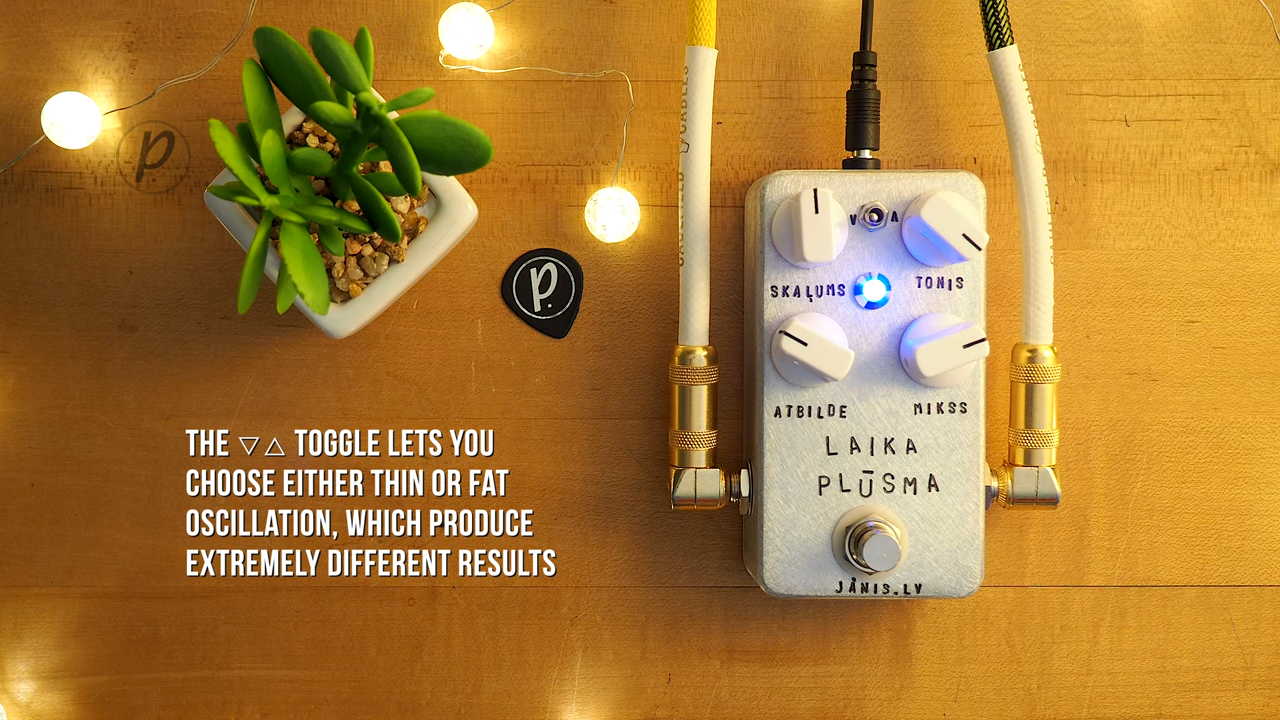 THE ▽△ TOGGLE LETS YOU
CHOOSE EITHER THIN OR FAT
OSCILLATION, WHICH PRODUCE
EXTREMELY DIFFERENT RESULTS
p.
p.
V A
SKAĻUMS
TONIS
ATBILDE
MIKSS
LAIKA
PLŪSMA
JĀNIS.LV